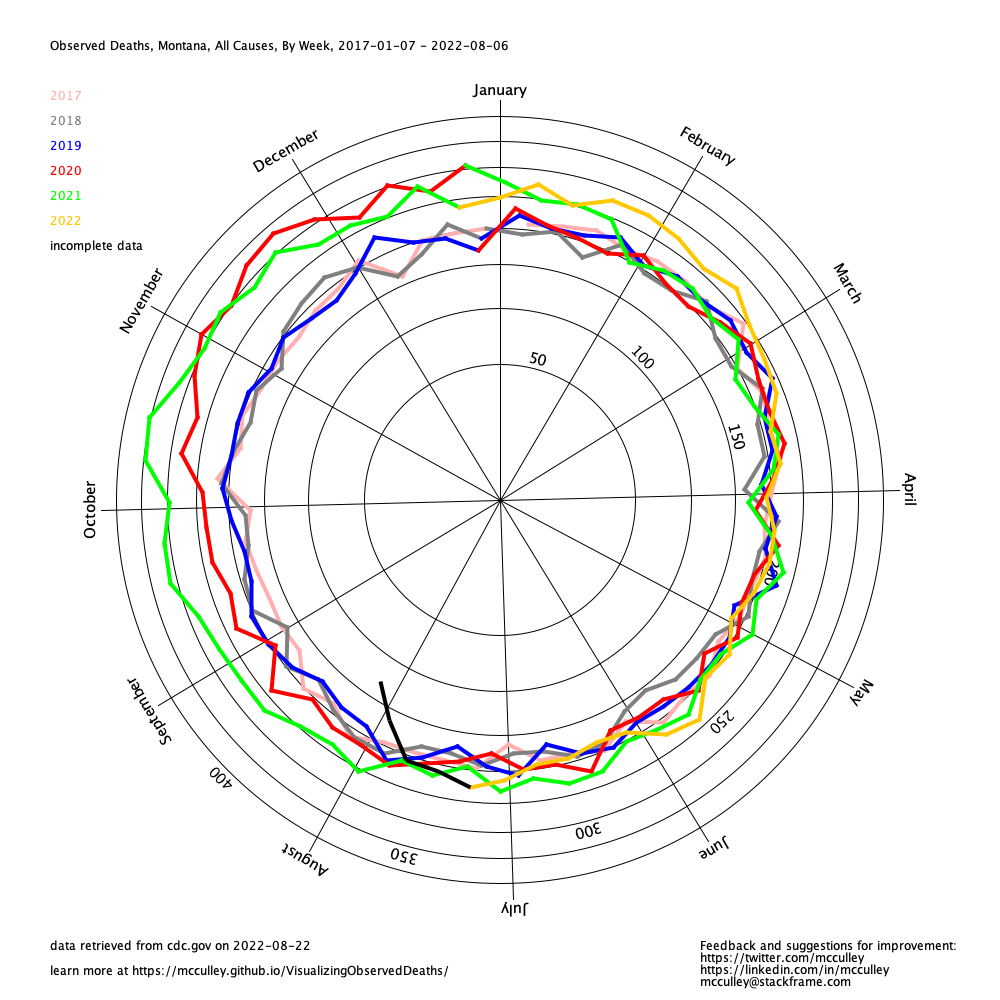 Observed Deaths, Montana, All Causes, By Week, 2017-01-07 - 2022-08-06
2017
2018
2019
2020
2021
2022
incomplete data
January
February
March
April
May
June
July
August
September
October
November
December
50
100
150
200
250
300
350
400
data retrieved from cdc.gov on 2022-08-22
learn more at https://mcculley.github.io/VisualizingObservedDeaths/
Feedback and suggestions for improvement:
https://twitter.com/mcculley
https://linkedin.com/in/mcculley
mcculley@stackframe.com